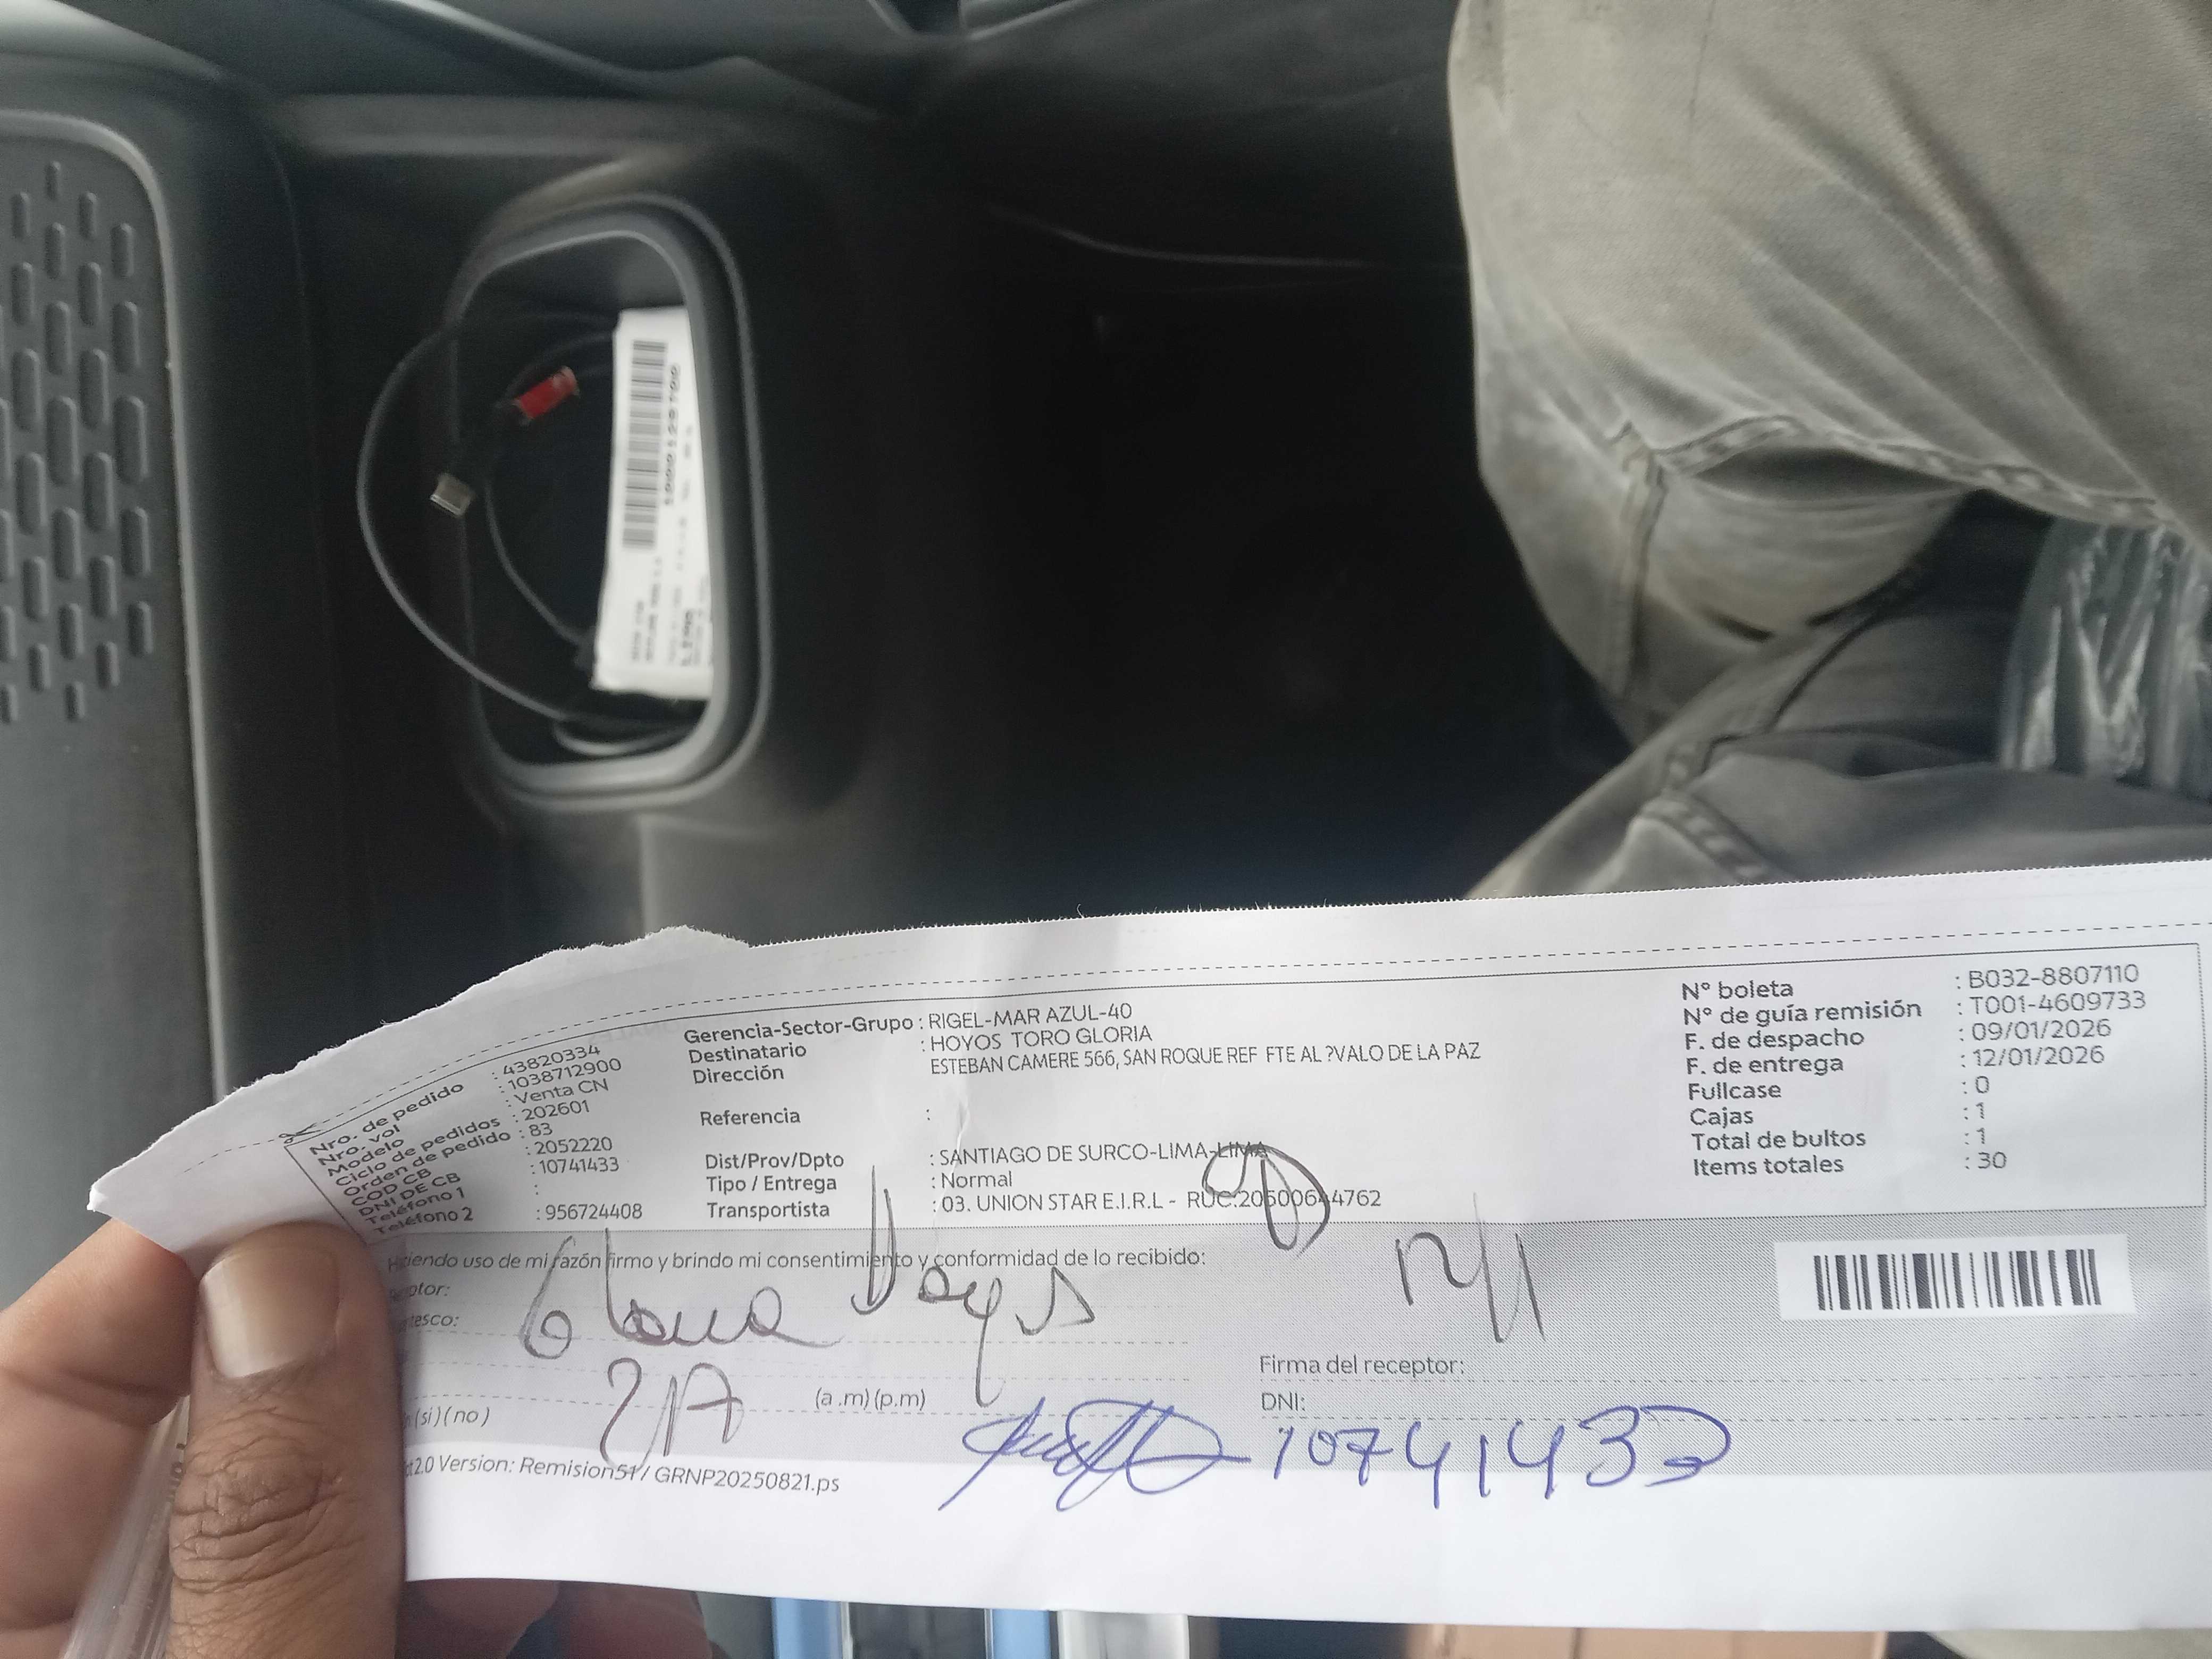 Nro. de pedido : 43820334
Nro. vol : 1038712900
Modelo : Venta CN
Ciclo de pedidos : 202601
Orden de pedido : 83
COD CB : 2052220
DNI DE CB : 10741433
Teléfono 1 :
Teléfono 2 : 956724408
Gerencia-Sector-Grupo : RIGEL-MAR AZUL-40
Destinatario : HOYOS TORO GLORIA
Dirección ESTEBAN CAMERE 566, SAN ROQUE REF FTE AL ?VALO DE LA PAZ
Referencia :
Dist/Prov/Dpto : SANTIAGO DE SURCO-LIMA-LIMA
Tipo / Entrega : Normal
Transportista : 03. UNION STAR E.I.R.L - RUC:20600644762
N° boleta : B032-8807110
N° de guía remisión : T001-4609733
F. de despacho : 09/01/2026
F. de entrega : 12/01/2026
Fullcase : 0
Cajas : 1
Total de bultos : 1
Items totales : 30
Haciendo uso de mi razón firmo y brindo mi consentimiento y conformidad de lo recibido:
Gloria Hoyos
12/1
Firma del receptor:
(a .m) (p.m)
DNI:
(si) ( no )
10741433
2.0 Version: Remision51 / GRNP20250821.ps